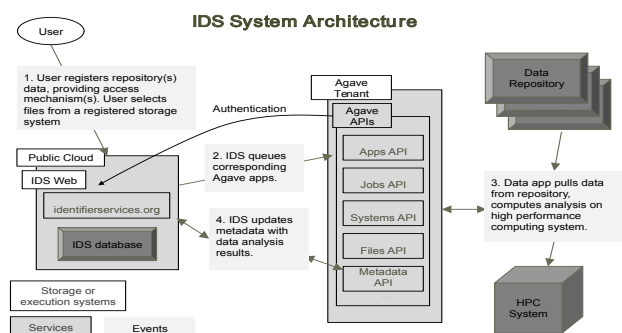 IDS System Architecture
User
1. User registers repository(s)
data, providing access
mechanism(s). User selects
files from a registered storage
system
Public Cloud
IDS Web
identifierservices.org
IDS database
Authentication
2. IDS queues
corresponding
Agave apps.
4. IDS updates
metadata with
data analysis
results.
Agave
Tenant
Agave
APIs
Apps API
Jobs API
Systems API
Files API
Metadata
API
...
Data
Repository
3. Data app pulls data
from repository,
computes analysis on
high performance
computing system.
HPC
System
Storage or
execution systems
Services
Events